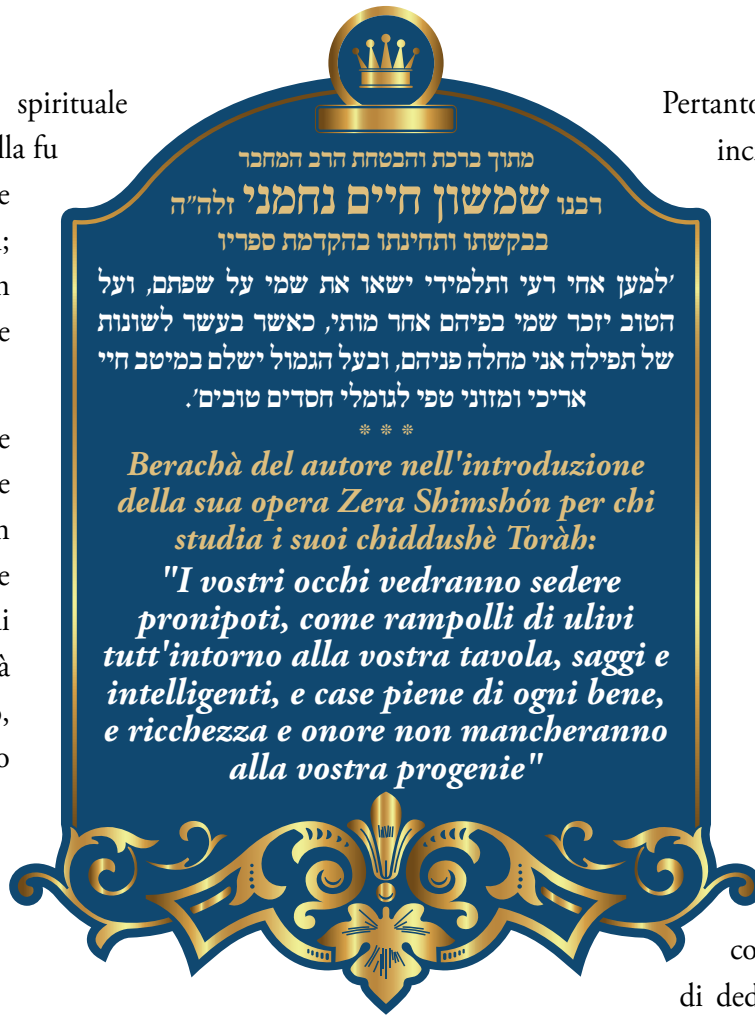 מתוך ברכת והבטחת הרב המחבר
רבנו שמשון חיים נחמני זלה״ה
בבקשתו ותחינתו בהקדמת ספריו
׳למען אחי רעי ותלמידי ישאו את שמי על שפתם, ועל
הטוב יזכר שמי בפיהם אחר מותי, כאשר בעשר לשונות
של תפילה אני מחלה פניהם, ובעל הגמול ישלם כמיטב חיי
אריכי ומזוני טפי לגומלי חסדים טובים׳.
* * *
Berachà del autore nell'introduzione
della sua opera Zera Shimshón per chi
studia i suoi chiddushè Toràh:
"I vostri occhi vedranno sedere
pronipoti, come rampolli di ulivi
tutt'intorno alla vostra tavola, saggi e
intelligenti, e case piene di ogni bene,
e ricchezza e onore non mancheranno
alla vostra progenie"
spirituale
lla fu
e
;
n
e
e
e
n
e
i
à
,
o
Pertanto
inc
co
di ded